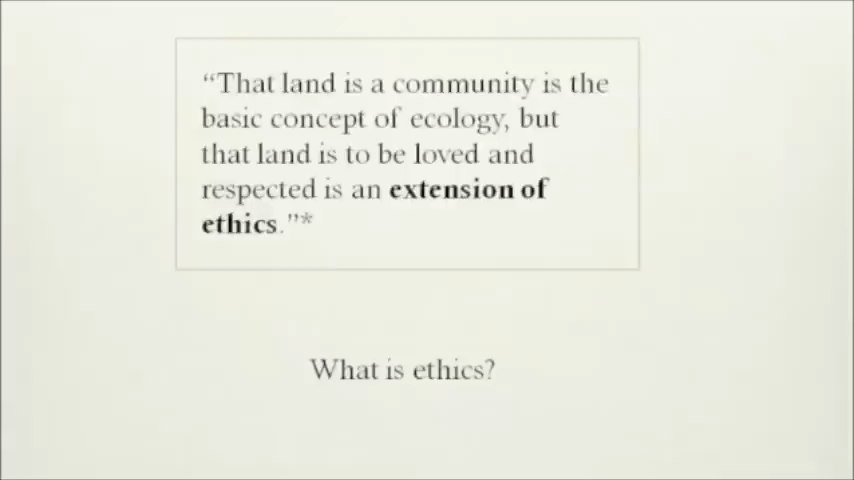 “That land is a community is the
basic concept of ecology, but
that land is to be loved and
respected is an extension of
ethics.”*
What is ethics?